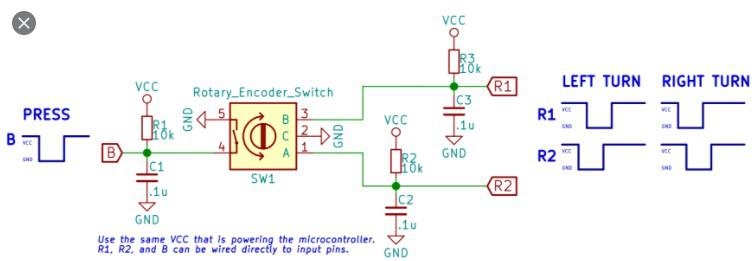 PRESS
B
VCC
GND
B
VCC
R1
10k
C1
.1u
GND
Rotary_Encoder_Switch
GND
5
4
B
C
A
3
2
1
GND
SW1
VCC
R3
10k
R1
C3
.1u
GND
VCC
R2
10k
R2
C2
.1u
GND
LEFT TURN
RIGHT TURN
R1
VCC
GND
VCC
GND
R2
VCC
GND
VCC
GND
Use the same VCC that is powering the microcontroller.
R1, R2, and B can be wired directly to input pins.